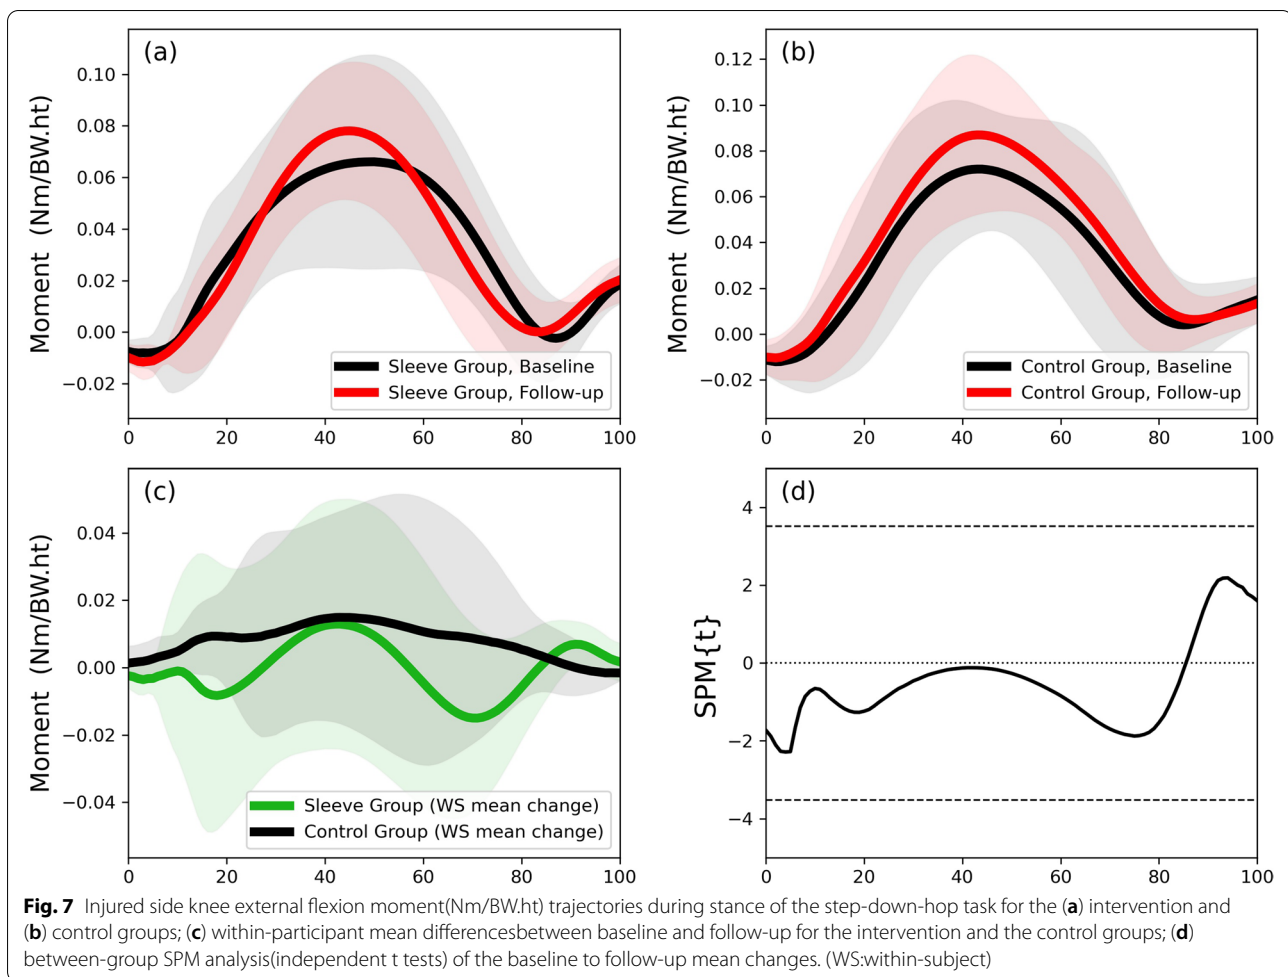 (a)
Moment (Nm/BW.ht)
0.10
0.08
0.06
0.04
0.02
0.00
−0.02
Sleeve Group, Baseline
Sleeve Group, Follow-up
0 20 40 60 80 100
(b)
Moment (Nm/BW.ht)
0.12
0.10
0.08
0.06
0.04
0.02
0.00
−0.02
Control Group, Baseline
Control Group, Follow-up
0 20 40 60 80 100
(c)
Moment (Nm/BW.ht)
0.04
0.02
0.00
−0.02
−0.04
Sleeve Group (WS mean change)
Control Group (WS mean change)
0 20 40 60 80 100
(d)
SPM{t}
4
2
0
−2
−4
0 20 40 60 80 100
Fig. 7 Injured side knee external flexion moment(Nm/BW.ht) trajectories during stance of the step-down-hop task for the (a) intervention and
(b) control groups; (c) within-participant mean differencesbetween baseline and follow-up for the intervention and the control groups; (d)
between-group SPM analysis(independent t tests) of the baseline to follow-up mean changes. (WS:within-subject)